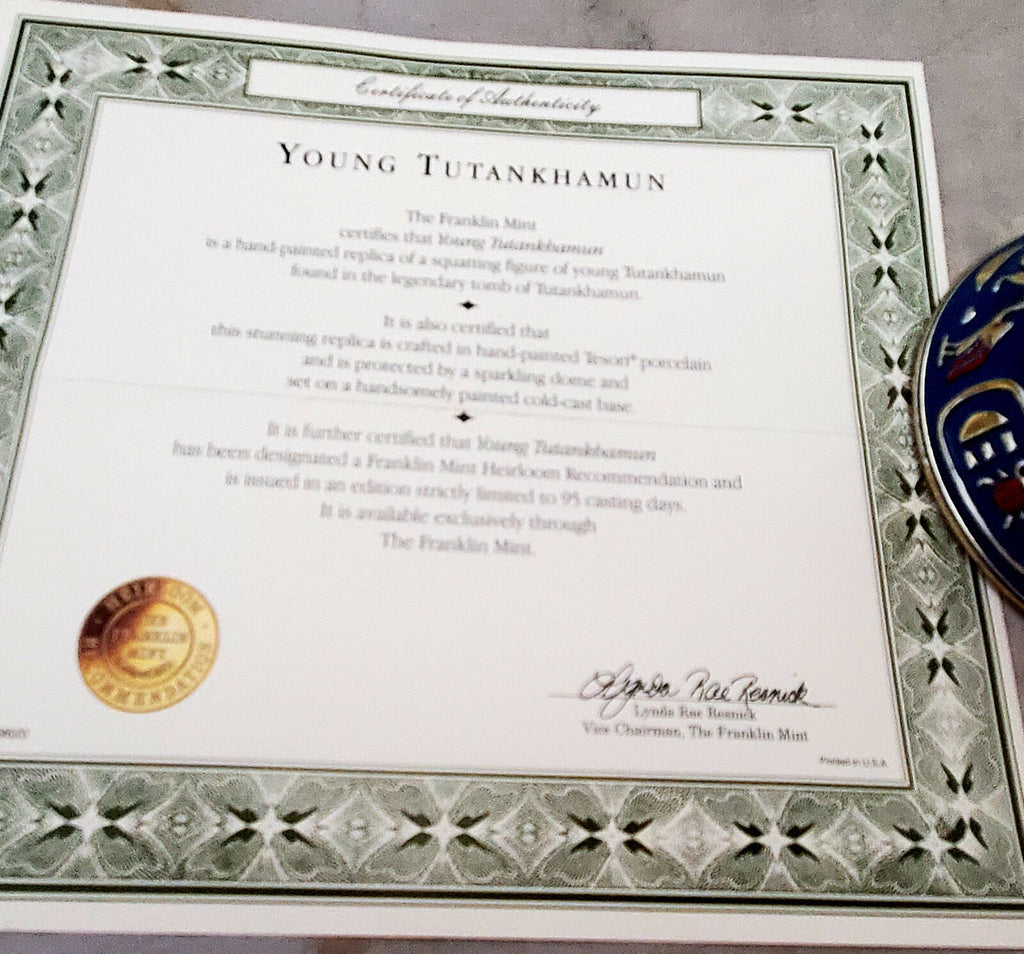 Certificate of Authenticity
YOUNG TUTANKHAMUN
The Franklin Mint
certifies that Young Tutankhamun
is a hand-painted replica of a squatting figure of young Tutankhamun
found in the legendary tomb of Tutankhamun.
It is also certified that
this stunning replica is crafted in hand-painted Tesori® porcelain
and is protected by a sparkling dome and
set on a handsomely painted cold-cast base.
It is further certified that Young Tutankhamun
has been designated a Franklin Mint Heirloom Recommendation and
is issued in an edition strictly limited to 95 casting days.
It is available exclusively through
The Franklin Mint.
HEIRLOOM
THE
FRANKLIN
MINT
Lynda Rae Resnick
Lynda Rae Resnick
Vice Chairman, The Franklin Mint
Printed in U.S.A.